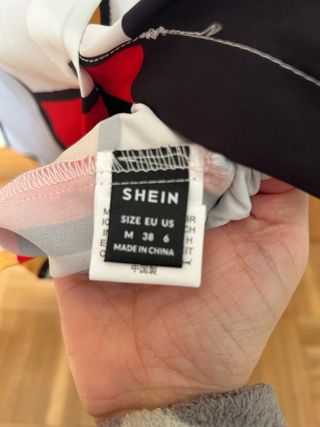 SHEIN
SIZE EU US
M 38 6
MADE IN CHINA
中国製